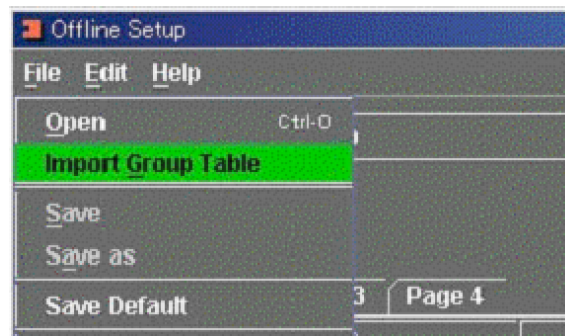 Offline Setup
File Edit Help
Open Ctrl-O
Import Group Table
Save
Save as
Save Default
3 Page 4